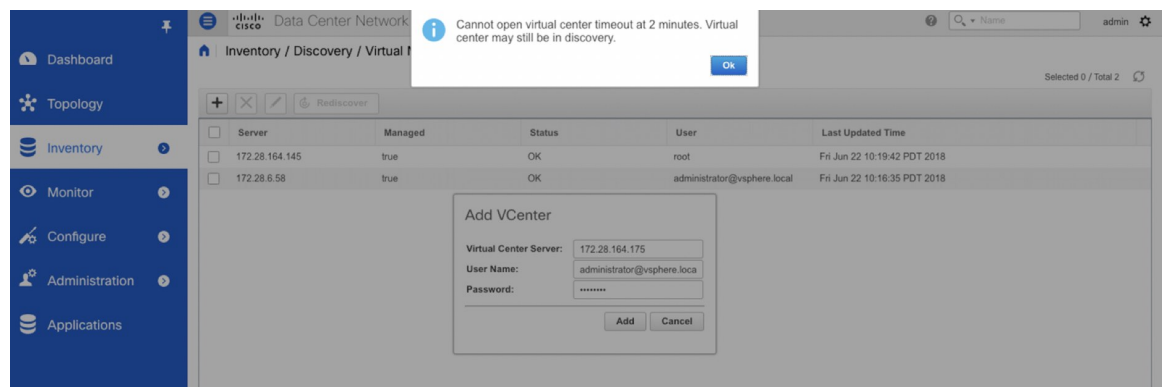 cisco Data Center Network
Cannot open virtual center timeout at 2 minutes. Virtual
center may still be in discovery.
Ok
Name
admin
Inventory / Discovery / Virtual
Selected 0 / Total 2
Dashboard
Topology
Inventory
Monitor
Configure
Administration
Applications
Rediscover
Server Managed Status User Last Updated Time
172.28.164.145 true OK root Fri Jun 22 10:19:42 PDT 2018
172.28.6.58 true OK administrator@vsphere.local Fri Jun 22 10:16:35 PDT 2018
Add VCenter
Virtual Center Server: 172.28.164.175
User Name: administrator@vsphere.loca
Password: ••••••••
Add Cancel